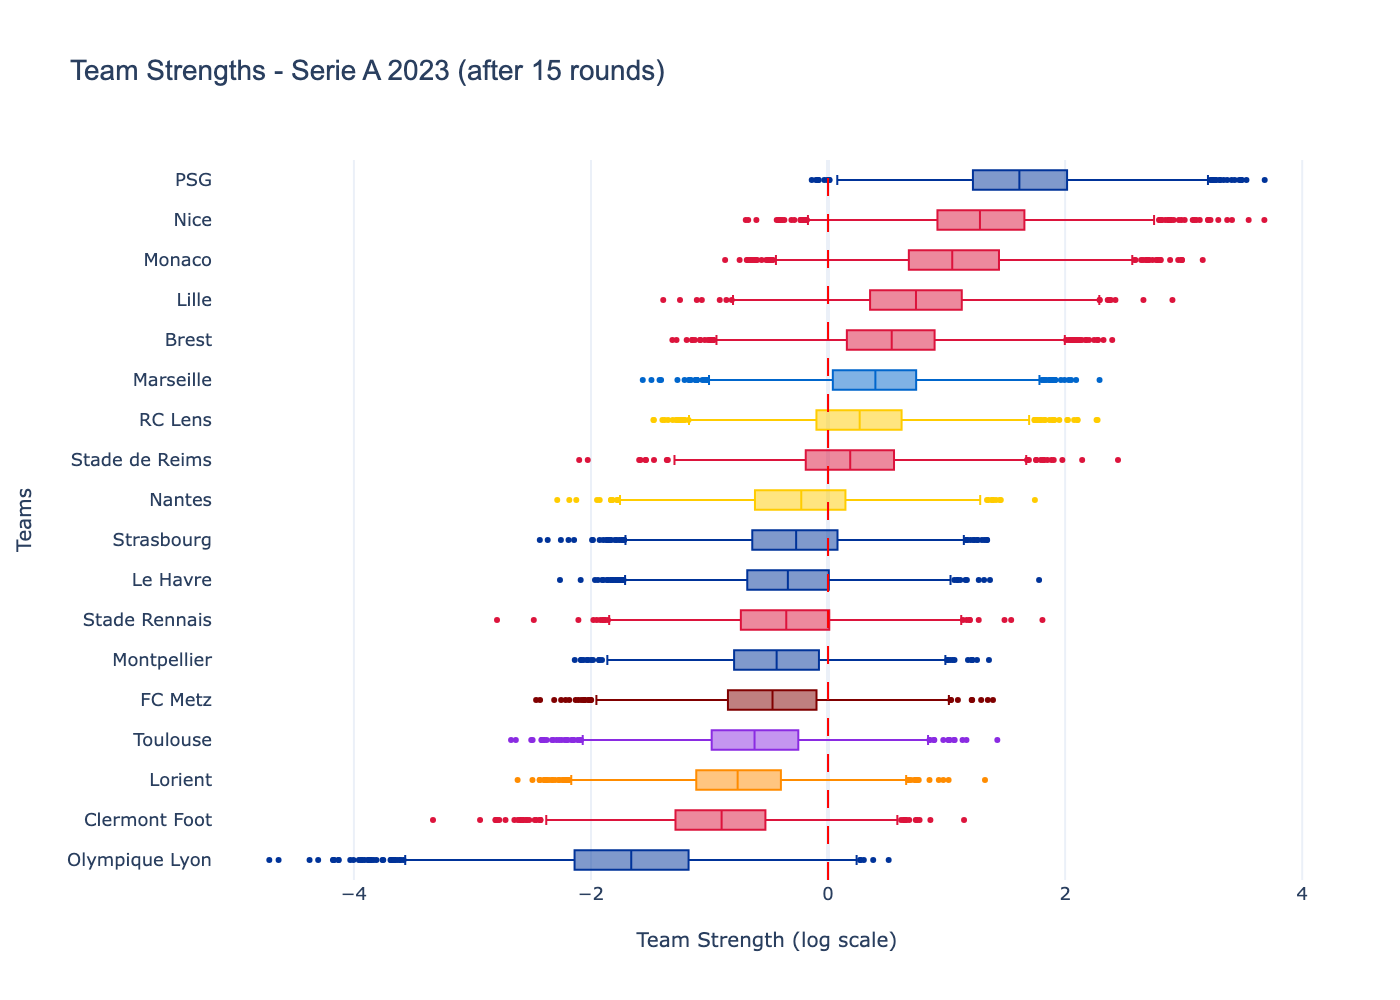 Team Strengths - Serie A 2023 (after 15 rounds)
PSG
Nice
Monaco
Lille
Brest
Marseille
RC Lens
Stade de Reims
Nantes
Strasbourg
Le Havre
Stade Rennais
Montpellier
FC Metz
Toulouse
Lorient
Clermont Foot
Olympique Lyon
Teams
−4 −2 0 2 4
Team Strength (log scale)